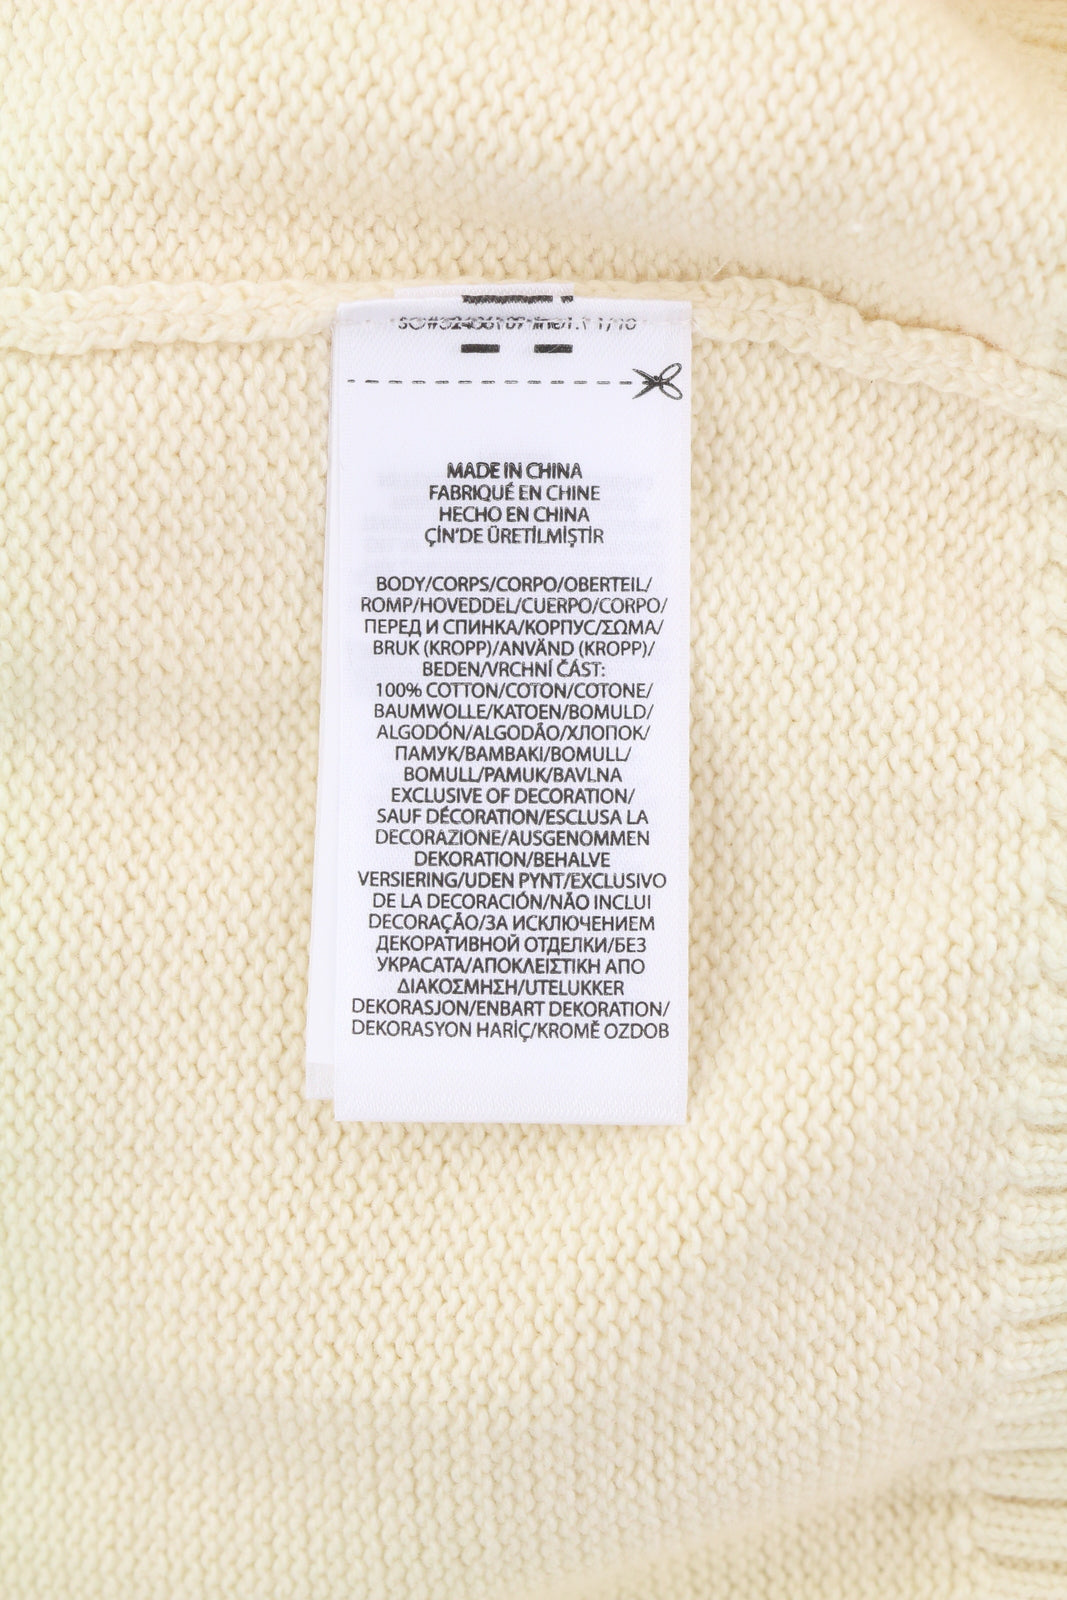 MADE IN CHINA
FABRIQUÉ EN CHINE
HECHO EN CHINA
ÇİN'DE ÜRETİLMİŞTİR
BODY/CORPS/CORPO/OBERTEIL/
ROMP/HOVEDDEL/CUERPO/CORPO/
ПЕРЕД И СПИНКА/КОРПУС/ΣΩΜΑ/
BRUK (KROPP)/ANVÄND (KROPP)/
BEDEN/VRCHNÍ ČÁST:
100% COTTON/COTON/COTONE/
BAUMWOLLE/KATOEN/BOMULD/
ALGODÓN/ALGODÃO/ХЛОПОК/
ПАМУК/ΒΑΜΒΑΚΙ/BOMULL/
BOMULL/PAMUK/BAVLNA
EXCLUSIVE OF DECORATION/
SAUF DÉCORATION/ESCLUSA LA
DECORAZIONE/AUSGENOMMEN
DEKORATION/BEHALVE
VERSIERING/UDEN PYNT/EXCLUSIVO
DE LA DECORACIÓN/NÃO INCLUI
DECORAÇÃO/ЗА ИСКЛЮЧЕНИЕМ
ДЕКОРАТИВНОЙ ОТДЕЛКИ/БЕЗ
УКРАСАТА/ΑΠΟΚΛΕΙΣΤΙΚΗ ΑΠΟ
ΔΙΑΚΟΣΜΗΣΗ/UTELUKKER
DEKORASJON/ENBART DEKORATION/
DEKORASYON HARİÇ/KROMĚ OZDOB